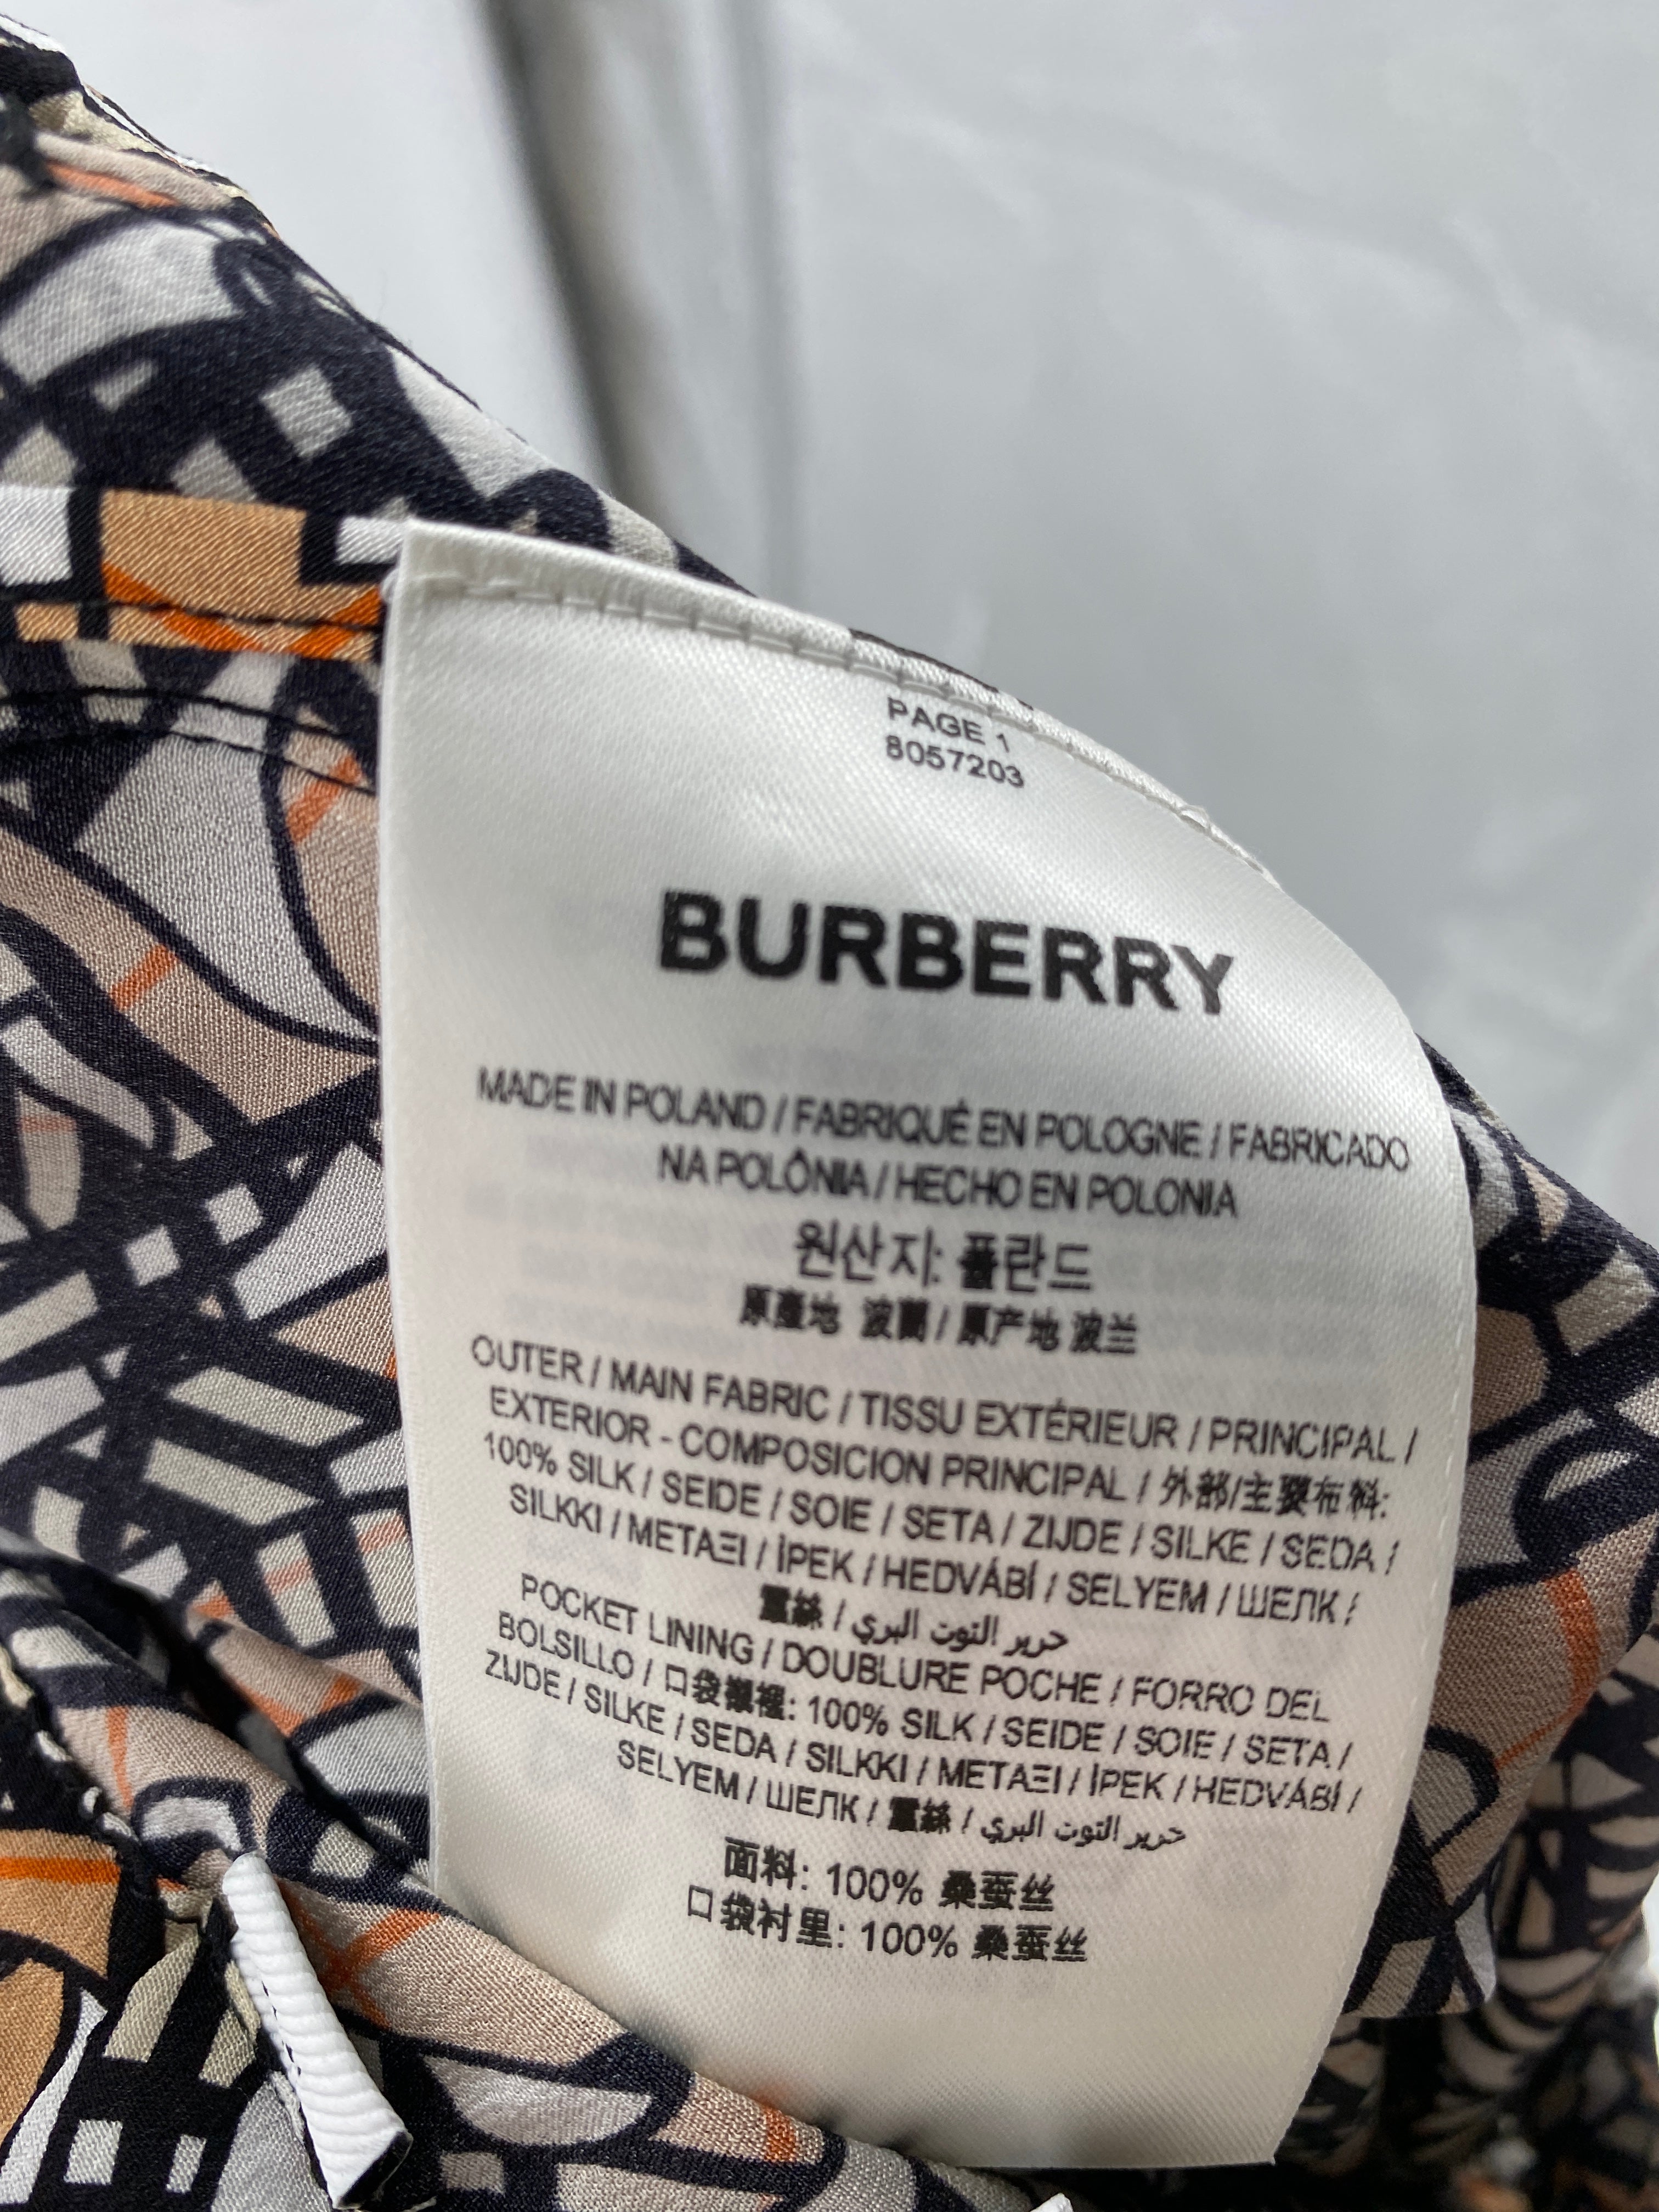 PAGE 1
8057203
BURBERRY
MADE IN POLAND / FABRIQUÉ EN POLOGNE / FABRICADO
NA POLÔNIA / HECHO EN POLONIA
원산지: 폴란드
原產地 波蘭 / 原产地 波兰
OUTER / MAIN FABRIC / TISSU EXTÉRIEUR / PRINCIPAL /
EXTERIOR - COMPOSICION PRINCIPAL / 外部/主要布料:
100% SILK / SEIDE / SOIE / SETA / ZIJDE / SILKE / SEDA /
SILKKI / ΜΕΤΑΞΙ / İPEK / HEDVÁBÍ / SELYEM / ШЕЛК /
蠶絲 / حرير التوت البري
POCKET LINING / DOUBLURE POCHE / FORRO DEL
BOLSILLO / 口袋襯裡: 100% SILK / SEIDE / SOIE / SETA /
ZIJDE / SILKE / SEDA / SILKKI / ΜΕΤΑΞΙ / İPEK / HEDVÁBÍ /
SELYEM / ШЕЛК / 蠶絲 / حرير التوت البري
面料: 100% 桑蚕丝
口袋衬里: 100% 桑蚕丝